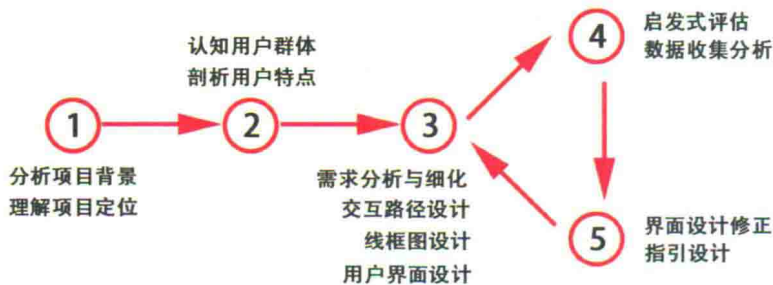 1
分析项目背景
理解项目定位
2
认知用户群体
剖析用户特点
3
需求分析与细化
交互路径设计
线框图设计
用户界面设计
4
启发式评估
数据收集分析
5
界面设计修正
指引设计